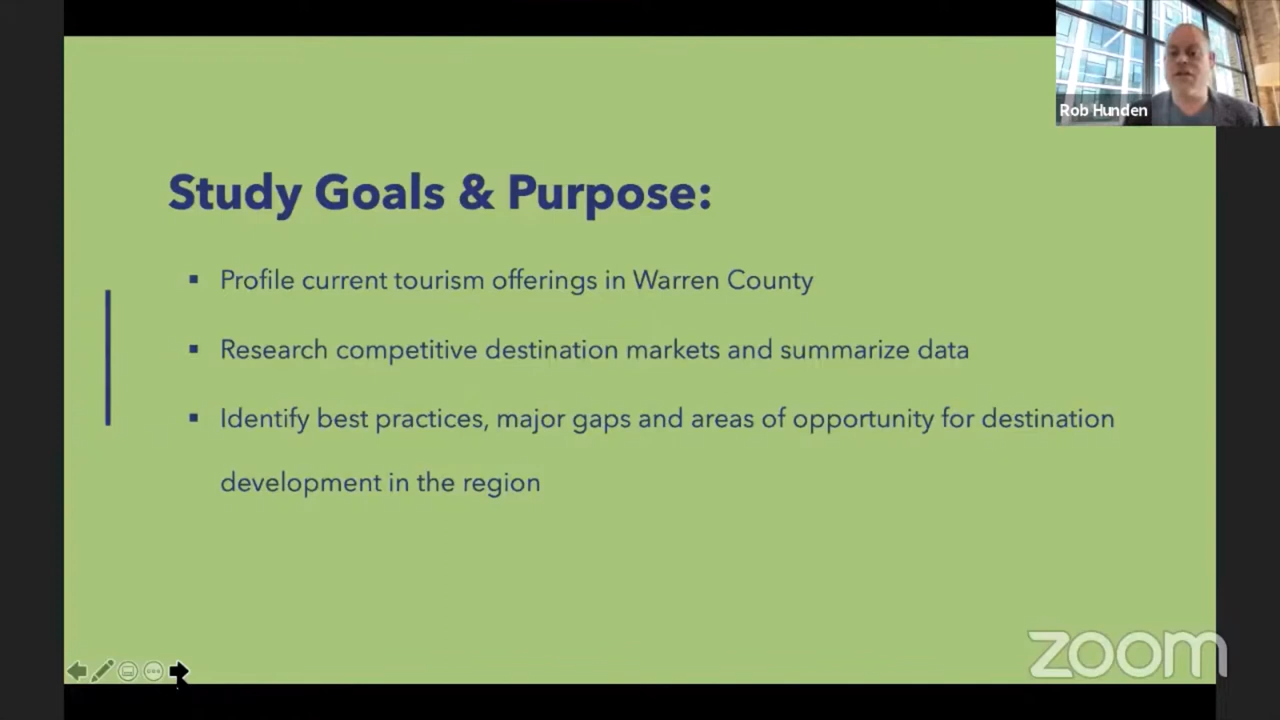 Rob Hunden
Study Goals & Purpose:
▪ Profile current tourism offerings in Warren County
▪ Research competitive destination markets and summarize data
▪ Identify best practices, major gaps and areas of opportunity for destination
development in the region
zoom